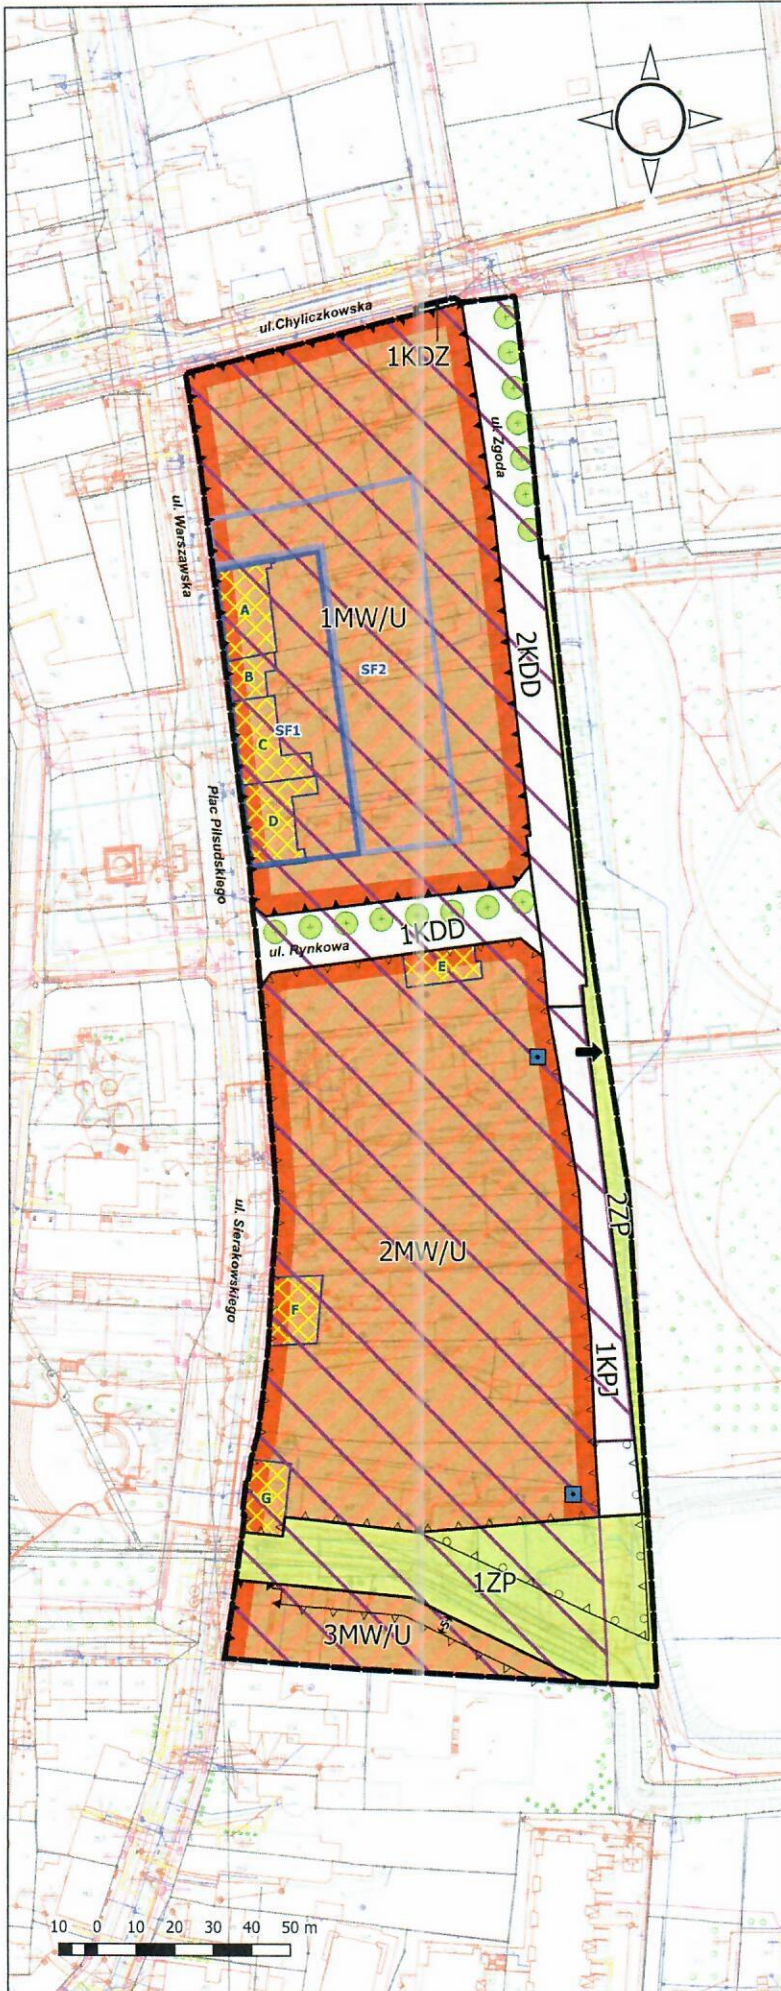 ul.Chyliczkowska
1KDZ
ul. Zgoda
ul. Warszawska
A
1MW/U
2KDD
B
SF2
C
SF1
Plac Piłsudskiego
D
1KDD
ul. Rynkowa
E
2ZP
ul. Sierakowskiego
2MW/U
F
1KPJ
G
1ZP
3MW/U
5
10 0 10 20 30 40 50 m